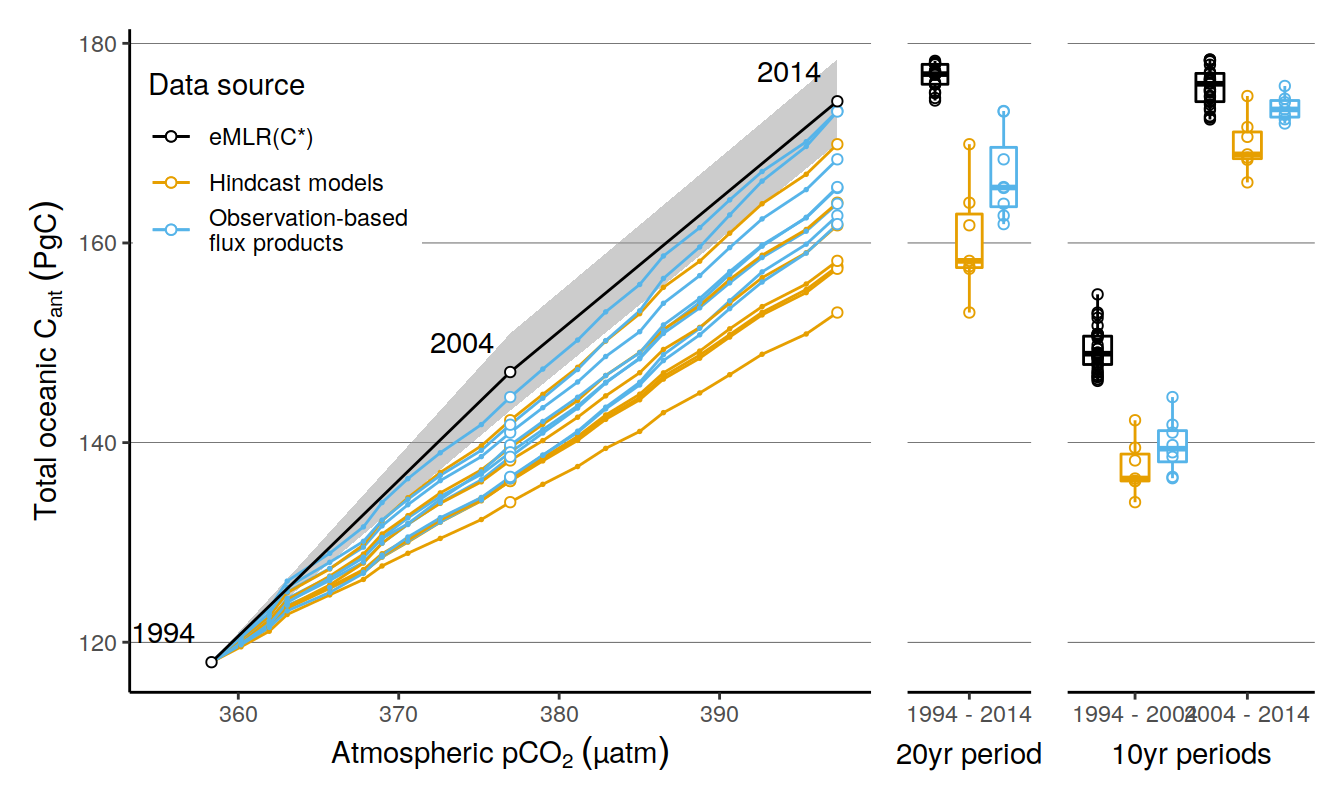 180
160
140
120
Total oceanic Cant (PgC)
Data source
eMLR(C*)
Hindcast models
Observation-based
flux products
1994
2004
2014
360
370
380
390
Atmospheric pCO2 (µatm)
1994 - 2014
20yr period
1994 - 2004
2004 - 2014
10yr periods